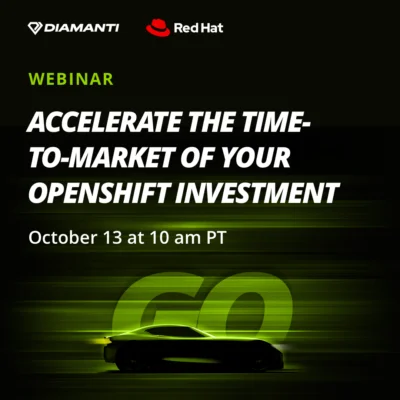 DIAMANTI Red Hat
WEBINAR
ACCELERATE THE TIME-
TO-MARKET OF YOUR
OPENSHIFT INVESTMENT
October 13 at 10 am PT
GO